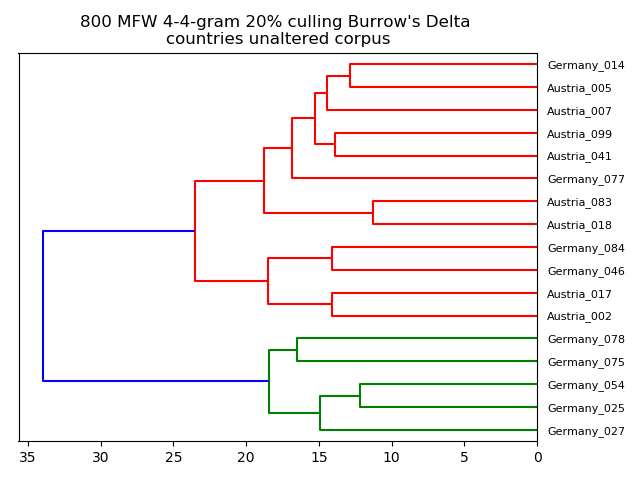 800 MFW 4-4-gram 20% culling Burrow's Delta
countries unaltered corpus
Germany_014
Austria_005
Austria_007
Austria_099
Austria_041
Germany_077
Austria_083
Austria_018
Germany_084
Germany_046
Austria_017
Austria_002
Germany_078
Germany_075
Germany_054
Germany_025
Germany_027
35 30 25 20 15 10 5 0